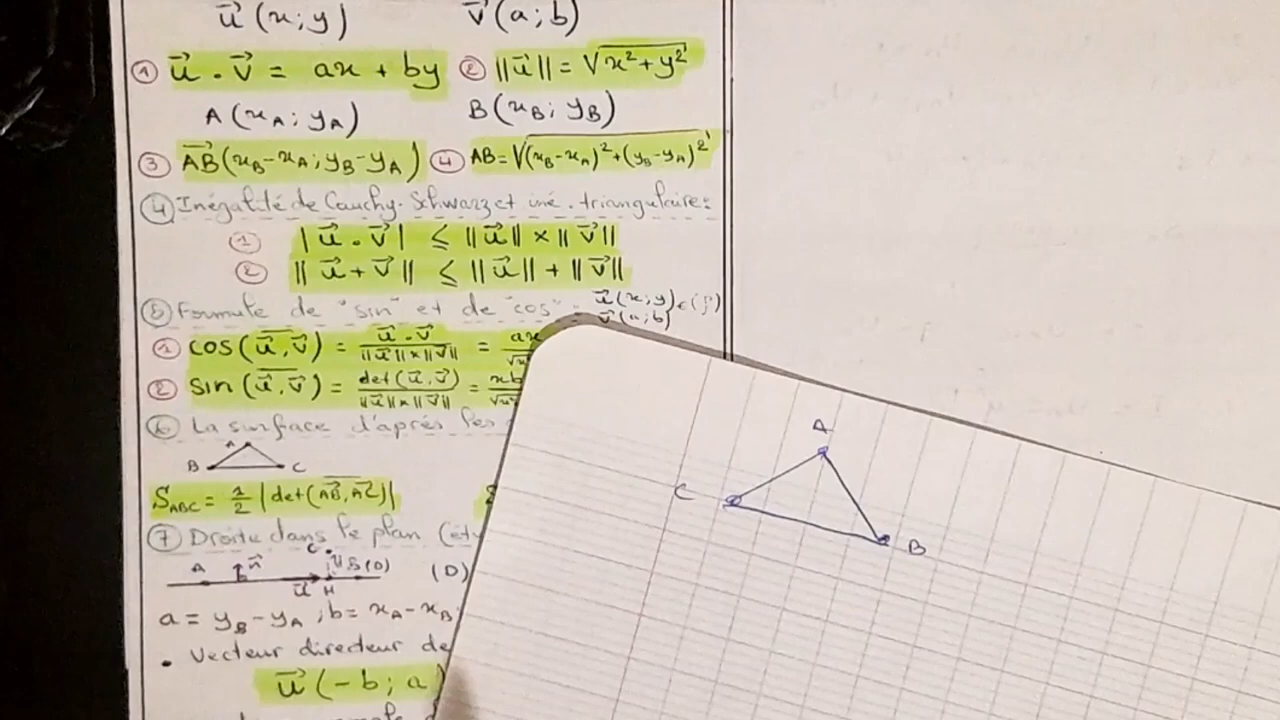 u⃗ (x;y) v⃗ (a;b)
① u⃗ . v⃗ = ax + by ② ||u⃗|| = √x²+y²
A(xA; yA) B(xB; yB)
③ AB⃗(xB-xA; yB-yA) ④ AB=√(xB-xA)²+(yB-yA)²
④ Inégalité de Cauchy-Schwarz et iné. triangulaire:
① |u⃗ . v⃗| ≤ ||u⃗|| × ||v⃗||
② ||u⃗ + v⃗|| ≤ ||u⃗|| + ||v⃗||
⑤ Formule de "sin" et de "cos" : u⃗(x;y) v⃗(a;b)
① cos(u⃗,v⃗) = u⃗.v⃗ / ||u⃗||×||v⃗|| = ax
② sin(u⃗,v⃗) = det(u⃗,v⃗) / ||u⃗||×||v⃗|| = xb
⑥ La surface d'après les
A
B C
SABC = 1/2 |det(AB⃗,AC⃗)|
⑦ Droite dans le plan
C
A n⃗ (D) (D)
u⃗ H
a = yB-yA ; b= xA-xB
• Vecteur directeur de
u⃗ (-b; a)
A
C
B